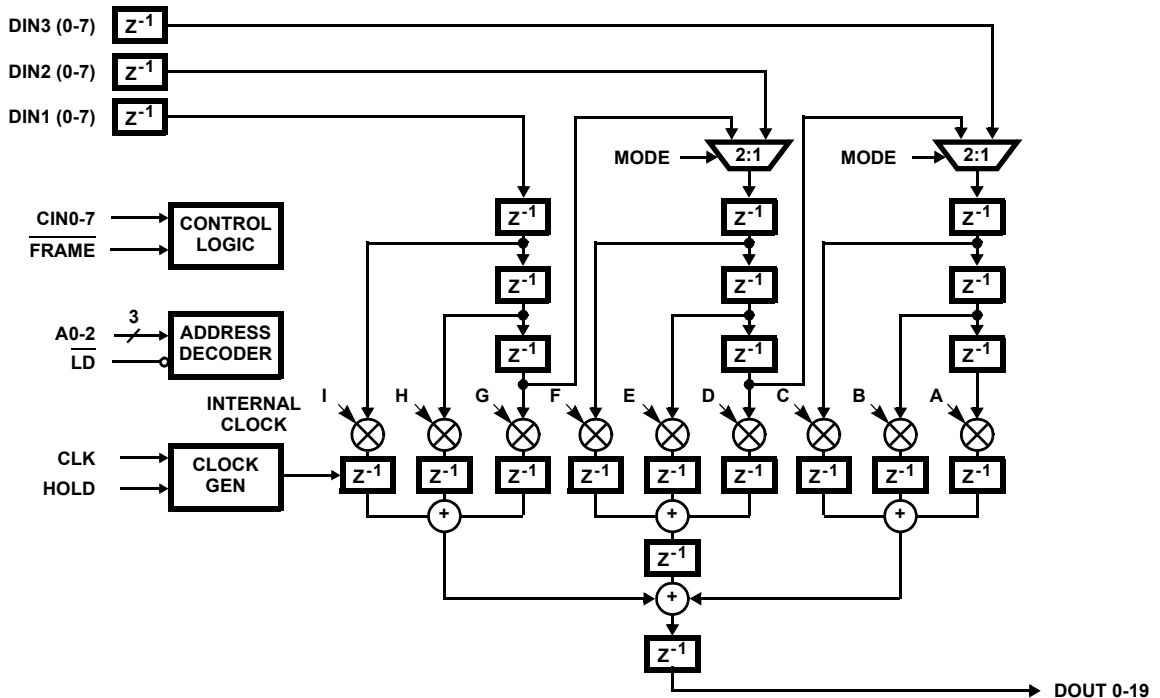 DIN3 (0-7)
Z-1
DIN2 (0-7)
Z-1
DIN1 (0-7)
Z-1
MODE
2:1
MODE
2:1
CIN0-7
FRAME
CONTROL
LOGIC
Z-1
Z-1
Z-1
Z-1
Z-1
Z-1
A0-2
3
LD
ADDRESS
DECODER
Z-1
Z-1
Z-1
INTERNAL
CLOCK
I
H
G
F
E
D
C
B
A
CLK
HOLD
CLOCK
GEN
Z-1
Z-1
Z-1
Z-1
Z-1
Z-1
Z-1
Z-1
Z-1
+
+
+
Z-1
+
Z-1
DOUT 0-19